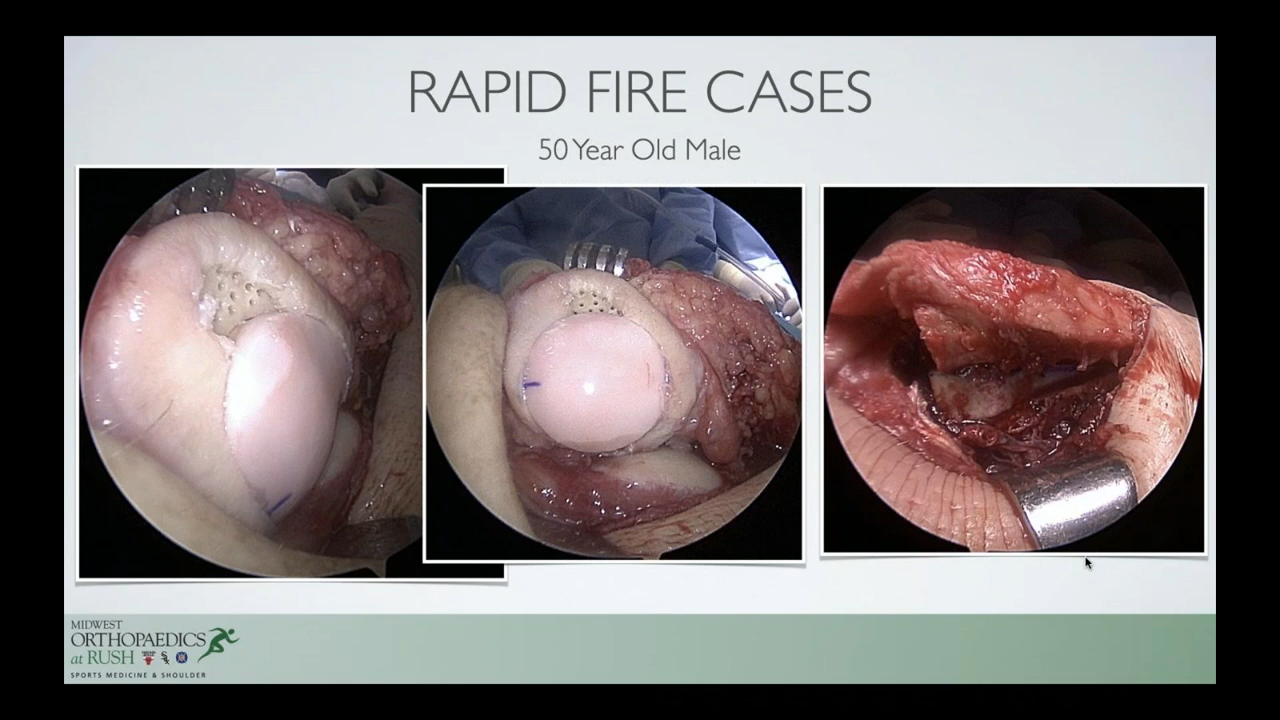 RAPID FIRE CASES
50 Year Old Male
MIDWEST
ORTHOPAEDICS
at RUSH
SPORTS MEDICINE & SHOULDER